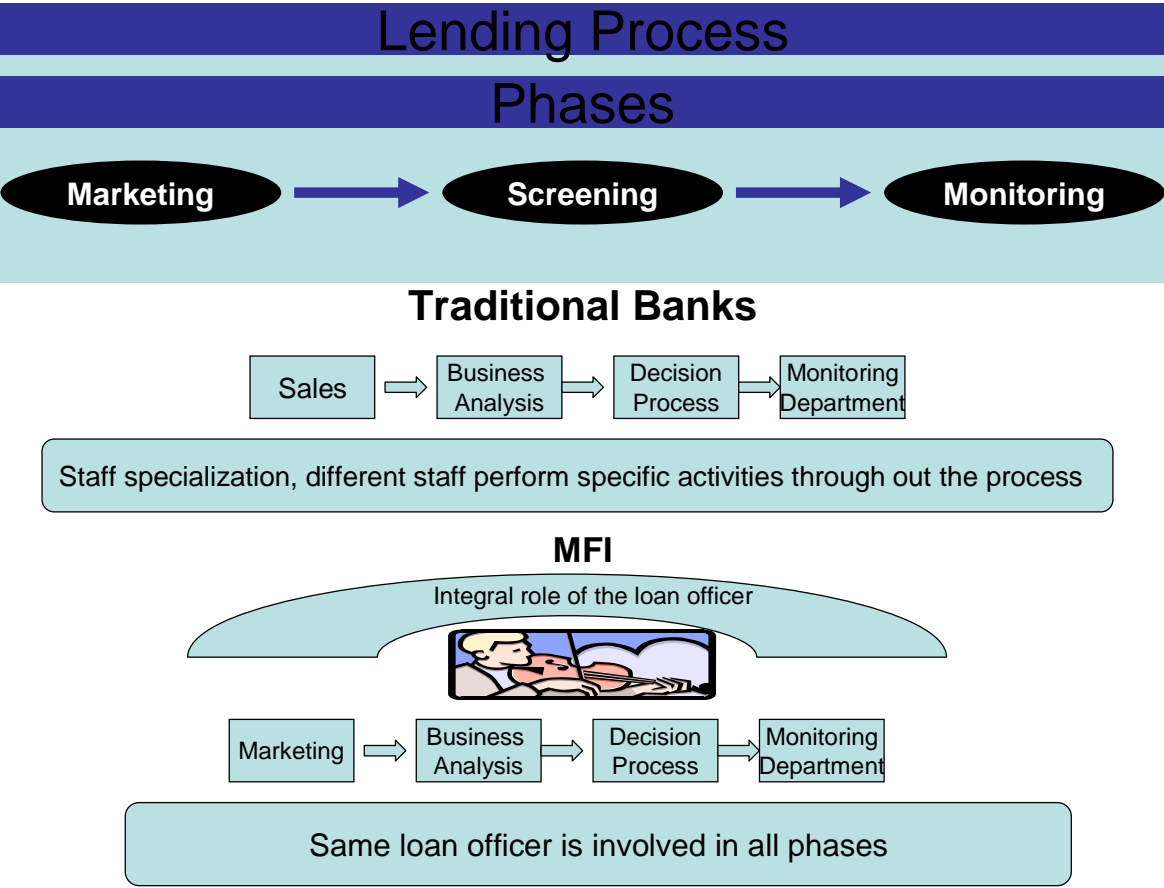 Lending Process
Phases
Marketing
Screening
Monitoring
Traditional Banks
Sales
Business
Analysis
Decision
Process
Monitoring
Department
Staff specialization, different staff perform specific activities through out the process
MFI
Integral role of the loan officer
Marketing
Business
Analysis
Decision
Process
Monitoring
Department
Same loan officer is involved in all phases